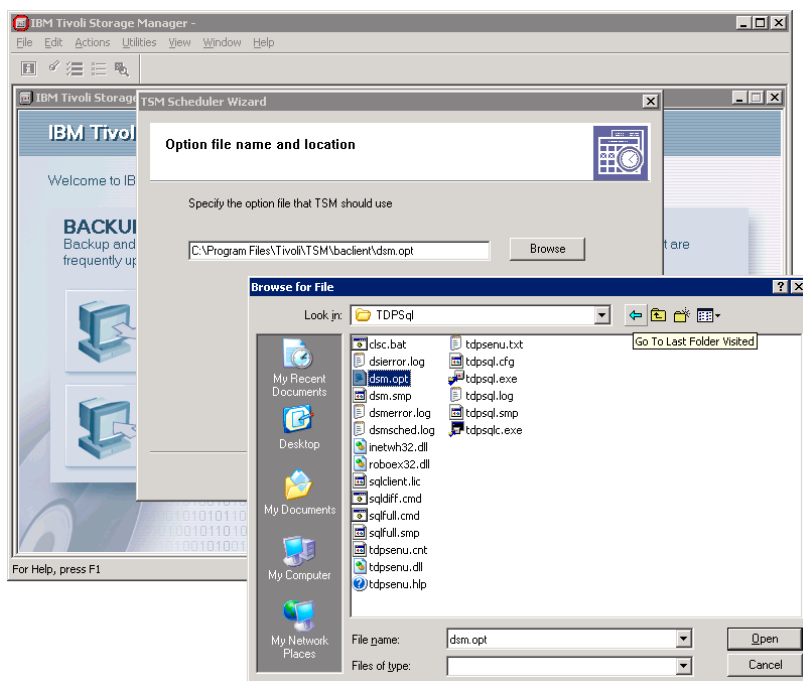 IBM Tivoli Storage Manager -
File Edit Actions Utilities View Window Help
IBM Tivoli Storage
TSM Scheduler Wizard
IBM Tivol
Option file name and location
Welcome to IB
Specify the option file that TSM should use
BACKUP
Backup and
frequently up
t are
C:\Program Files\Tivoli\TSM\baclient\dsm.opt
Browse
Browse for File
Look in:
TDPSql
Go To Last Folder Visited
My Recent
Documents
Desktop
My Documents
My Computer
My Network
Places
clsc.bat
dsierror.log
dsm.opt
dsm.smp
dsmerror.log
dsmsched.log
inetwh32.dll
roboex32.dll
sqlclient.lic
sqldiff.cmd
sqlfull.cmd
sqlfull.smp
tdpsenu.cnt
tdpsenu.dll
tdpsenu.hlp
tdpsenu.txt
tdpsql.cfg
tdpsql.exe
tdpsql.log
tdpsql.smp
tdpsqlc.exe
File name:
dsm.opt
Open
Files of type:
Cancel
For Help, press F1